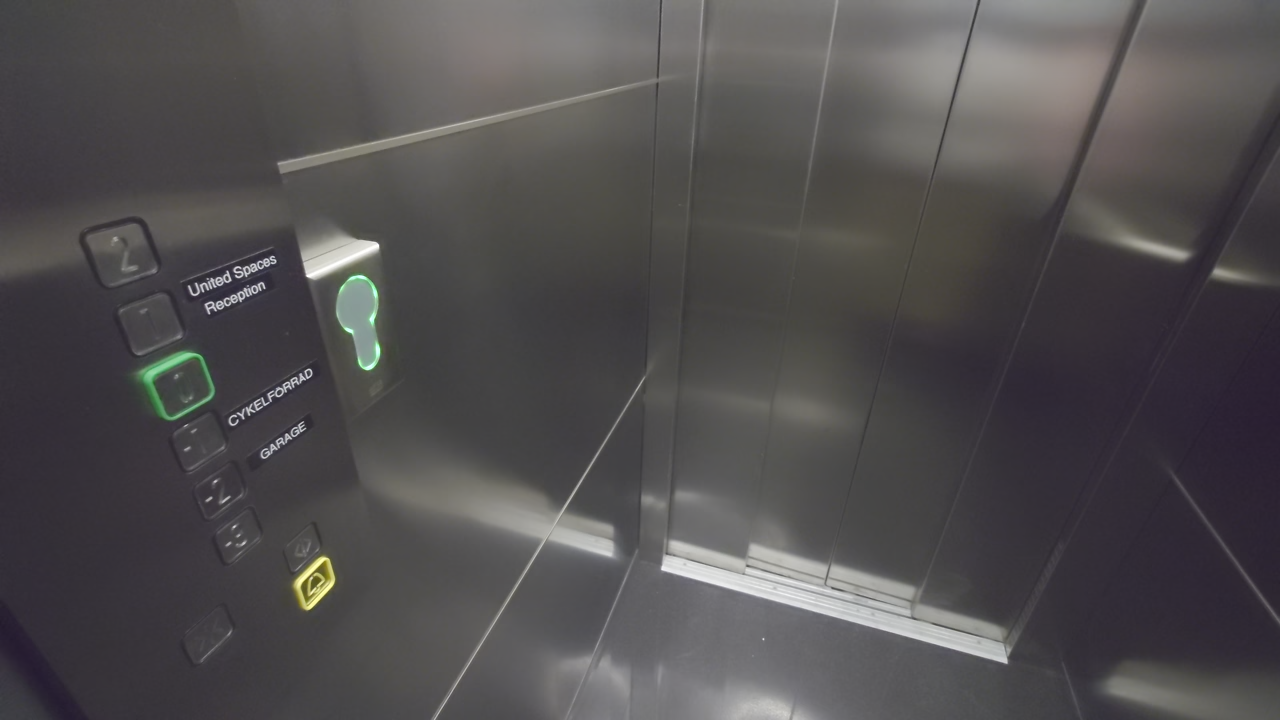 2
United Spaces
Reception
1
0
CYKELFÖRRÅD
-1
GARAGE
-2
-3